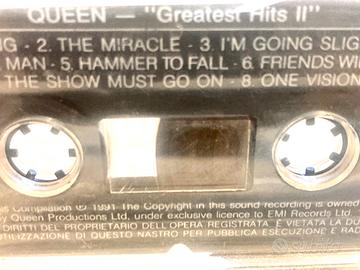 QUEEN — "Greatest Hits II"
NG - 2. THE MIRACLE - 3. I'M GOING SLIG
MAN - 5. HAMMER TO FALL - 6. FRIENDS WI
THE SHOW MUST GO ON - 8. ONE VISION
Compilation ℗ 1991 The Copyright in this sound recording is owned
by Queen Productions Ltd, under exclusive licence to EMI Records Ltd
DIRITTI DEL PROPRIETARIO DELL'OPERA REGISTRATA E VIETATA LA DU
UTILIZZAZIONE DI QUESTO NASTRO PER PUBBLICA ESECUZIONE E RAD